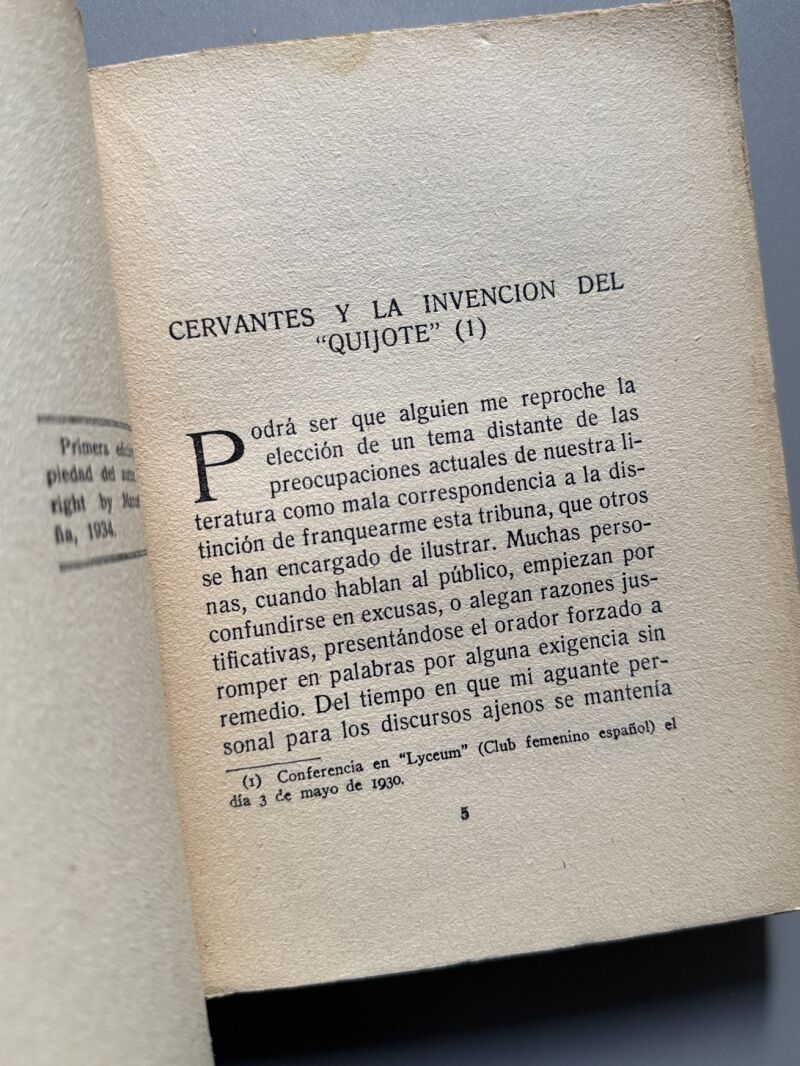 Primera
piedad del
right by
ña, 1934.
CERVANTES Y LA INVENCION DEL
"QUIJOTE" (1)
Podrá ser que alguien me reproche la
elección de un tema distante de las
preocupaciones actuales de nuestra li-
teratura como mala correspondencia a la dis-
tinción de franquearme esta tribuna, que otros
se han encargado de ilustrar. Muchas perso-
nas, cuando hablan al público, empiezan por
confundirse en excusas, o alegan razones jus-
tificativas, presentándose el orador forzado a
romper en palabras por alguna exigencia sin
remedio. Del tiempo en que mi aguante per-
sonal para los discursos ajenos se mantenía
(1) Conferencia en "Lyceum" (Club femenino español) el
día 3 de mayo de 1930.
5